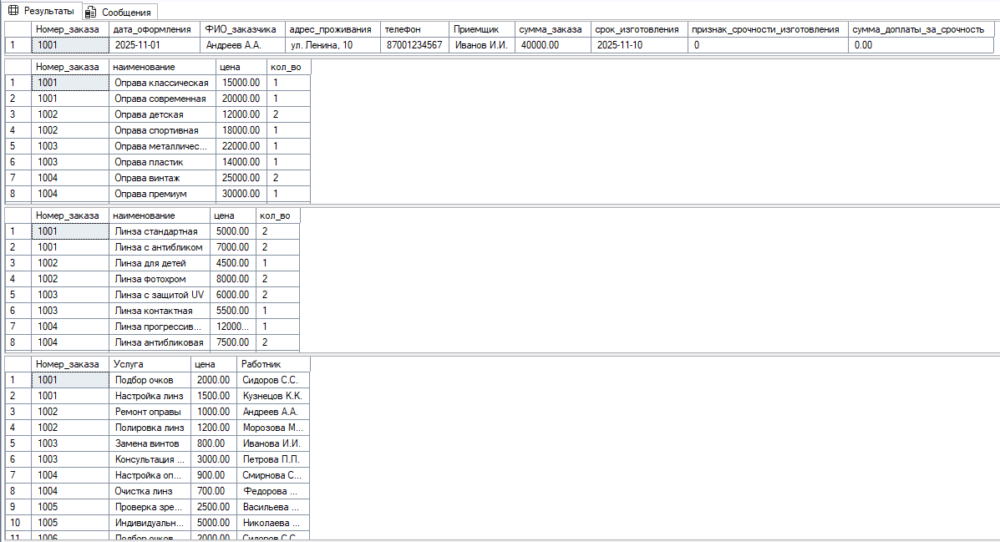 Результаты Сообщения
Номер_заказа дата_оформления ФИО_заказчика адрес_проживания телефон Приемщик сумма_заказа срок_изготовления признак_срочности_изготовления сумма_доплаты_за_срочность
1 1001 2025-11-01 Андреев А.А. ул. Ленина, 10 87001234567 Иванов И.И. 40000.00 2025-11-10 0 0.00
Номер_заказа наименование цена кол_во
1 1001 Оправа классическая 15000.00 1
2 1001 Оправа современная 20000.00 1
3 1002 Оправа детская 12000.00 2
4 1002 Оправа спортивная 18000.00 1
5 1003 Оправа металличес... 22000.00 1
6 1003 Оправа пластик 14000.00 1
7 1004 Оправа винтаж 25000.00 2
8 1004 Оправа премиум 30000.00 1
Номер_заказа наименование цена кол_во
1 1001 Линза стандартная 5000.00 2
2 1001 Линза с антибликом 7000.00 2
3 1002 Линза для детей 4500.00 1
4 1002 Линза фотохром 8000.00 2
5 1003 Линза с защитой UV 6000.00 2
6 1003 Линза контактная 5500.00 1
7 1004 Линза прогрессив... 12000... 1
8 1004 Линза антибликовая 7500.00 2
Номер_заказа Услуга цена Работник
1 1001 Подбор очков 2000.00 Сидоров С.С.
2 1001 Настройка линз 1500.00 Кузнецов К.К.
3 1002 Ремонт оправы 1000.00 Андреев А.А.
4 1002 Полировка линз 1200.00 Морозова М...
5 1003 Замена винтов 800.00 Иванова И.И.
6 1003 Консультация ... 3000.00 Петрова П.П.
7 1004 Настройка оп... 900.00 Смирнова С...
8 1004 Очистка линз 700.00 Федорова ...
9 1005 Проверка зре... 2500.00 Васильева ...
10 1005 Индивидуальн... 5000.00 Николаева ...
11 1006 Подбор очков 2000.00 Сидоров С.С.